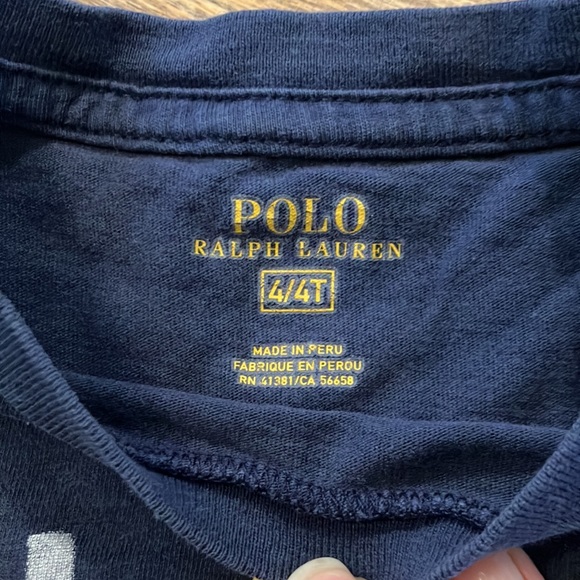 POLO
RALPH LAUREN
4/4T
MADE IN PERU
FABRIQUE EN PEROU
RN 41381/CA 56658